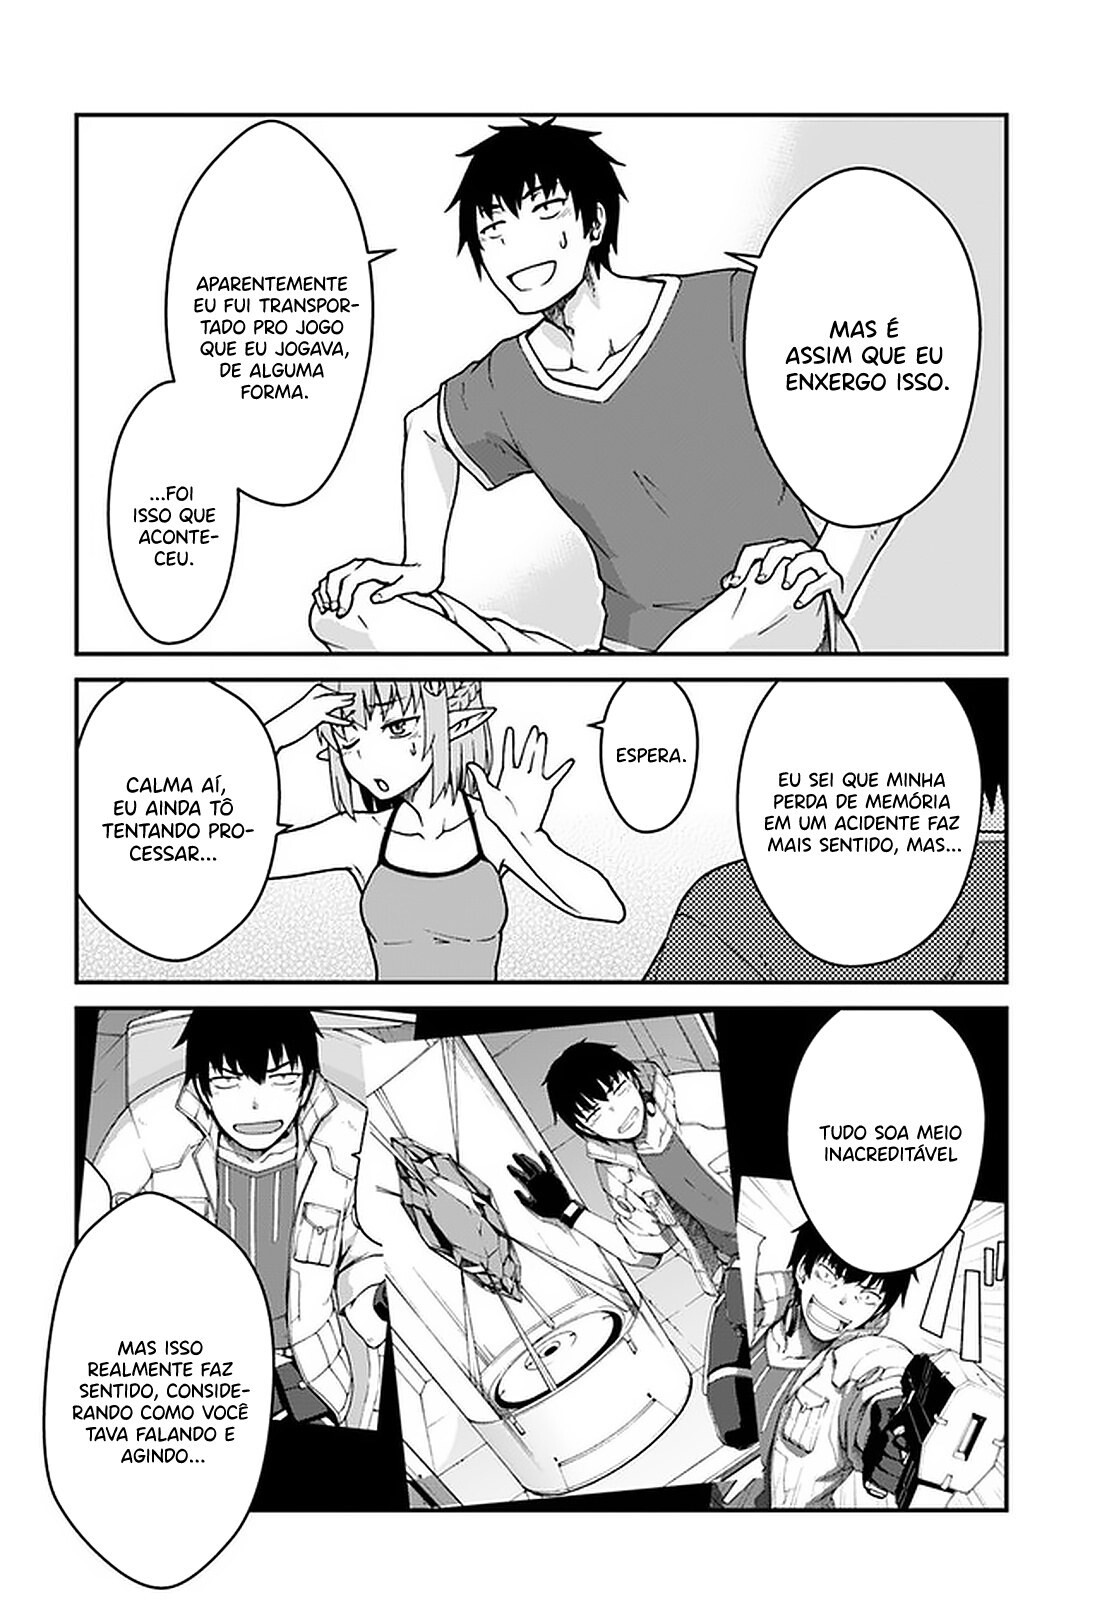 MAS É
ASSIM QUE EU
ENXERGO ISSO.
APARENTEMENTE
EU FUI TRANSPOR-
TADO PRO JOGO
QUE EU JOGAVA,
DE ALGUMA
FORMA.
...FOI
ISSO QUE
ACONTE-
CEU.
EU SEI QUE MINHA
PERDA DE MEMÓRIA
EM UM ACIDENTE FAZ
MAIS SENTIDO, MAS...
ESPERA.
CALMA AÍ,
EU AINDA TÔ
TENTANDO PRO-
CESSAR...
TUDO SOA MEIO
INACREDITÁVEL
MAS ISSO
REALMENTE FAZ
SENTIDO, CONSIDE-
RANDO COMO VOCÊ
TAVA FALANDO E
AGINDO...